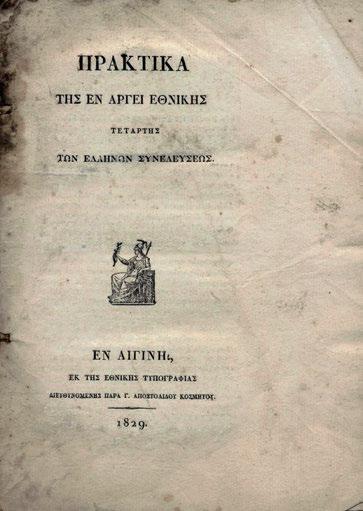 ΠΡΑΚΤΙΚΑ
ΤΗΣ ΕΝ ΑΡΓΕΙ ΕΘΝΙΚΗΣ
ΤΕΤΑΡΤΗΣ
ΤΩΝ ΕΛΛΗΝΩΝ ΣΥΝΕΛΕΥΣΕΩΣ.
ΕΝ ΑΙΓΙΝΗι,
ΕΚ ΤΗΣ ΕΘΝΙΚΗΣ ΤΥΠΟΓΡΑΦΙΑΣ
ΔΙΕΥΘΥΝΟΜΕΝΗΣ ΠΑΡΑ Γ. ΑΠΟΣΤΟΛΙΔΟΥ ΚΟΣΜΗΤΟΥ.
1829.